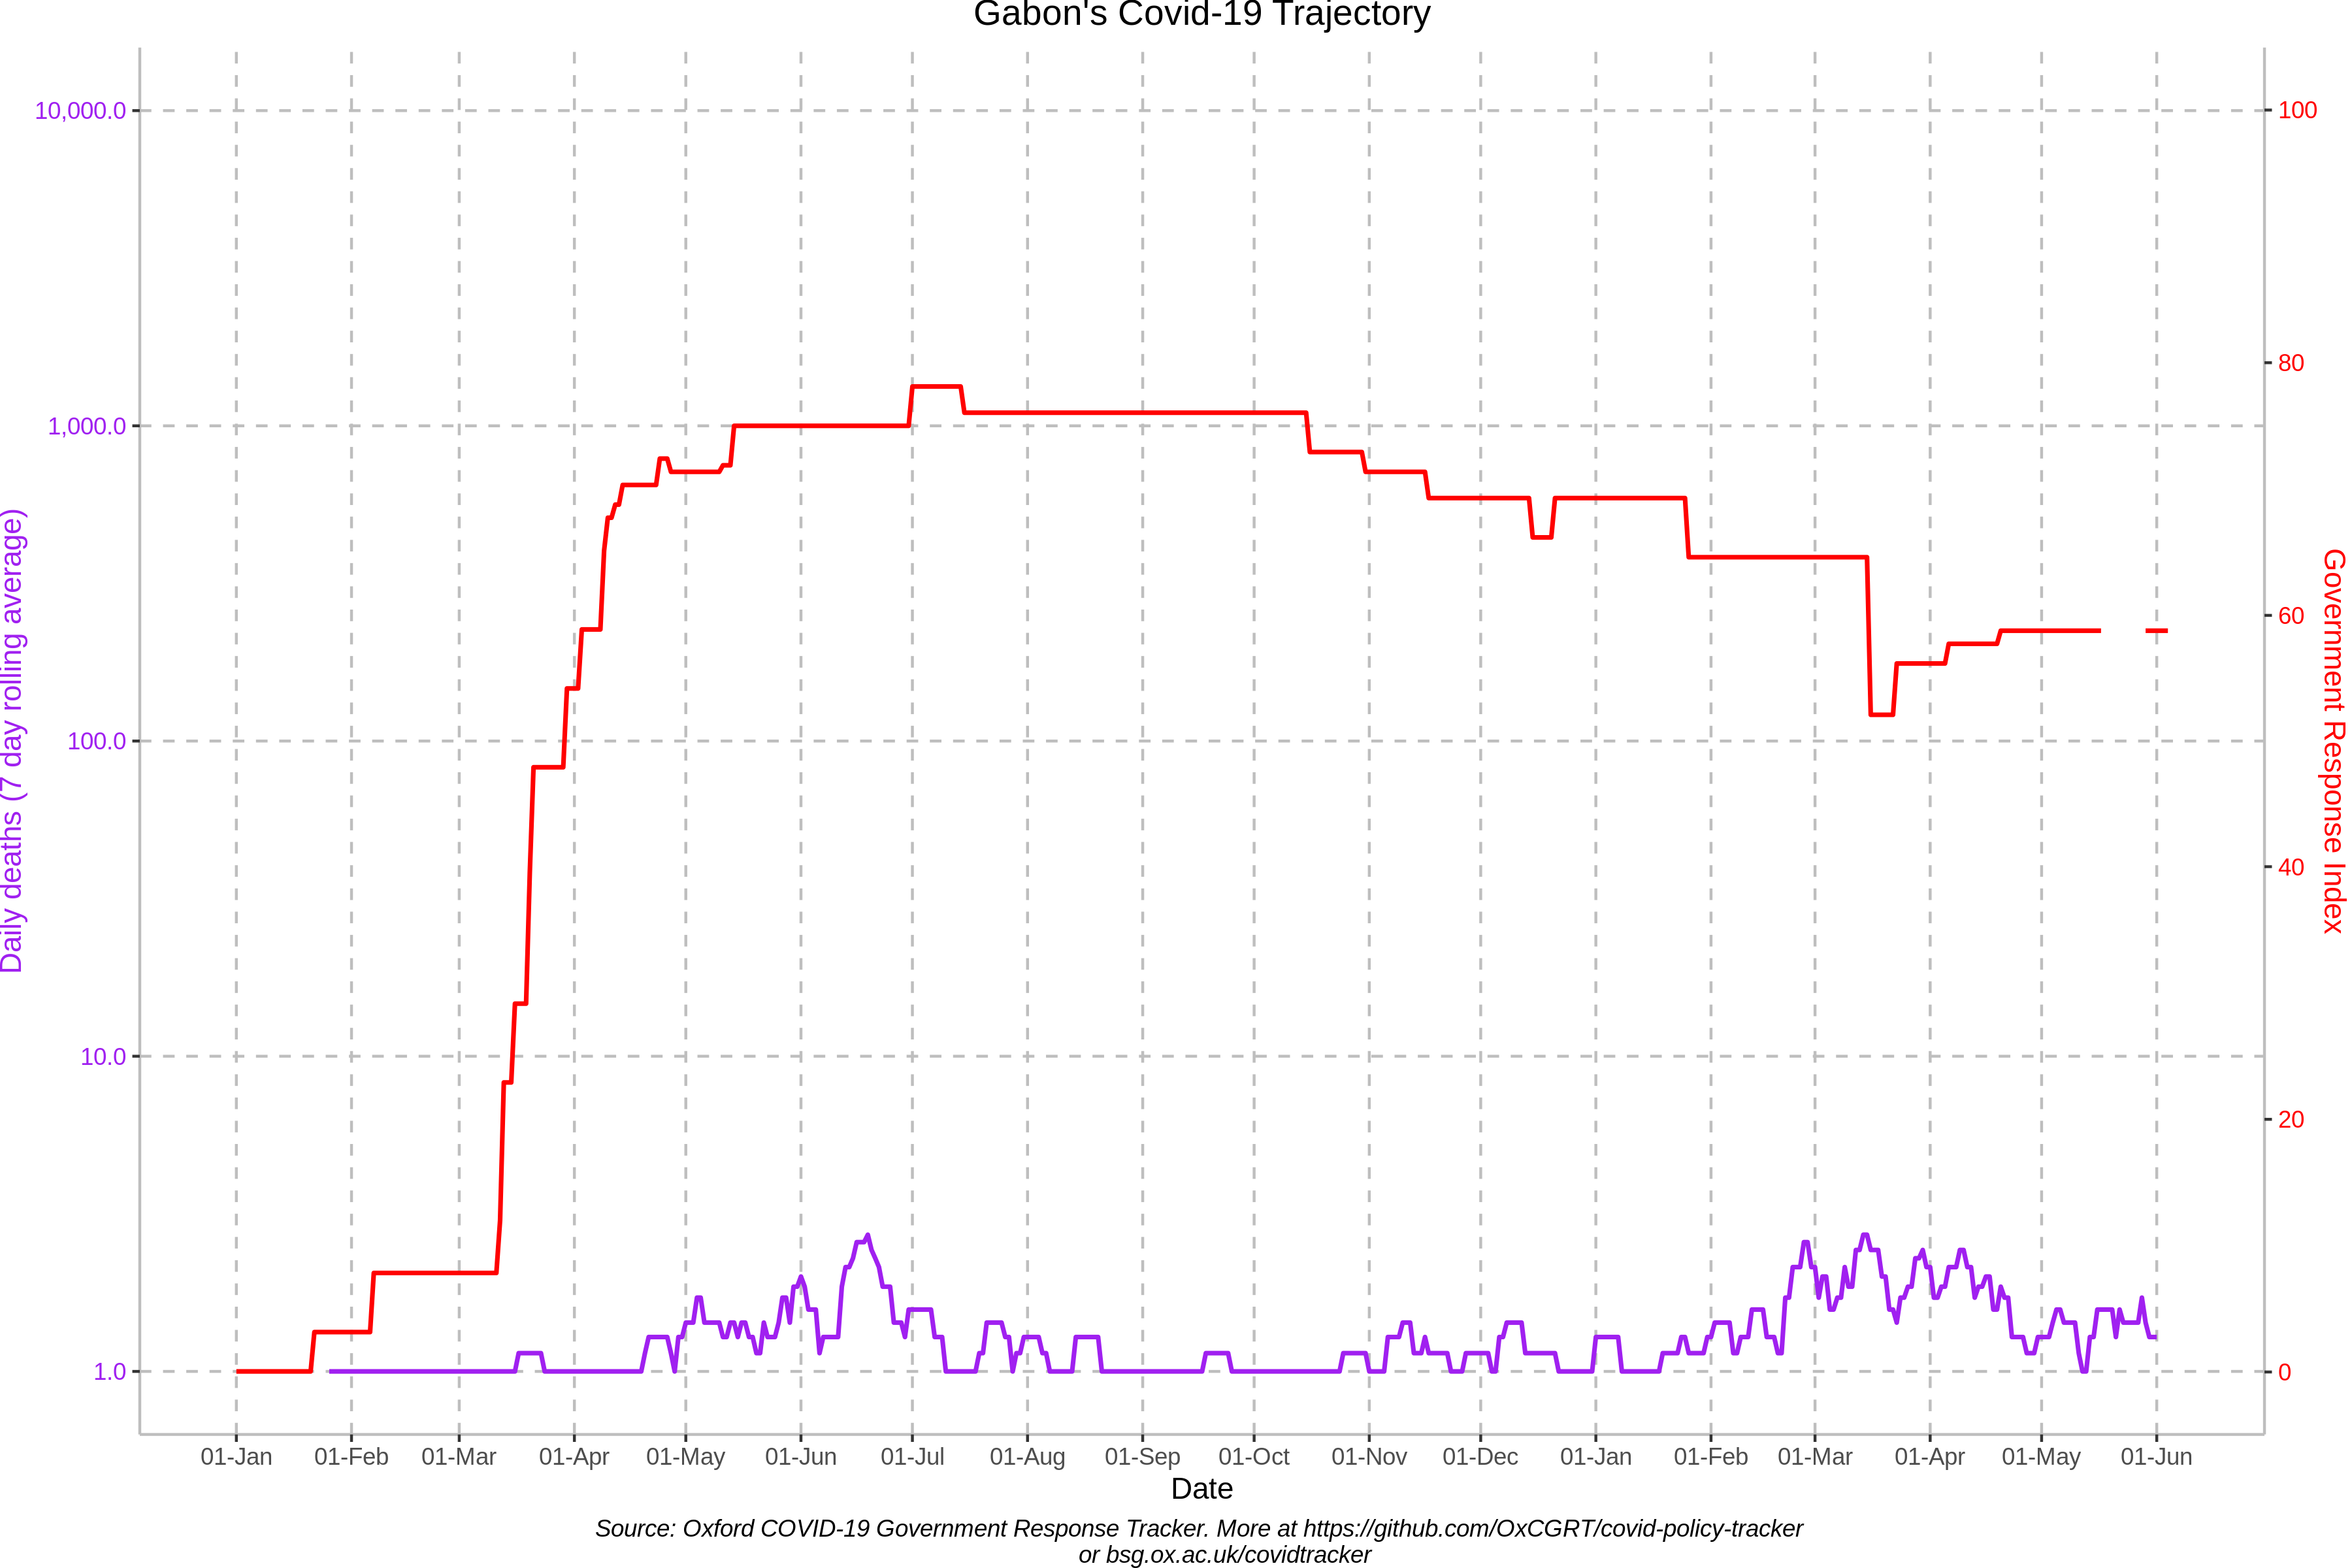 Gabon's Covid-19 Trajectory
10,000.0
1,000.0
100.0
10.0
1.0
Daily deaths (7 day rolling average)
100
80
60
40
20
0
Government Response Index
01-Jan
01-Feb
01-Mar
01-Apr
01-May
01-Jun
01-Jul
01-Aug
01-Sep
01-Oct
01-Nov
01-Dec
01-Jan
01-Feb
01-Mar
01-Apr
01-May
01-Jun
Date
Source: Oxford COVID-19 Government Response Tracker. More at https://github.com/OxCGRT/covid-policy-tracker
or bsg.ox.ac.uk/covidtracker